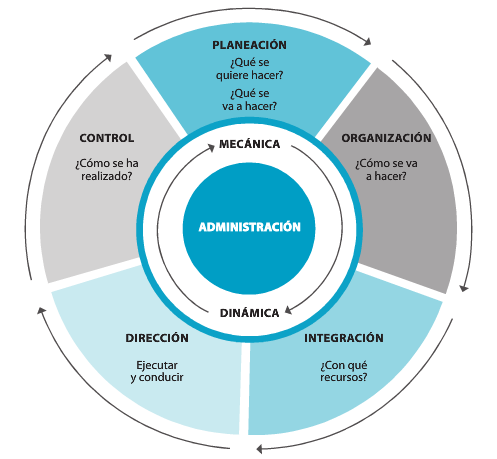 PLANEACIÓN
¿Qué se
quiere hacer?
¿Qué se
va a hacer?
CONTROL
¿Cómo se ha
realizado?
MECÁNICA
ORGANIZACIÓN
¿Cómo se va
a hacer?
ADMINISTRACIÓN
DINÁMICA
DIRECCIÓN
Ejecutar
y conducir
INTEGRACIÓN
¿Con qué
recursos?